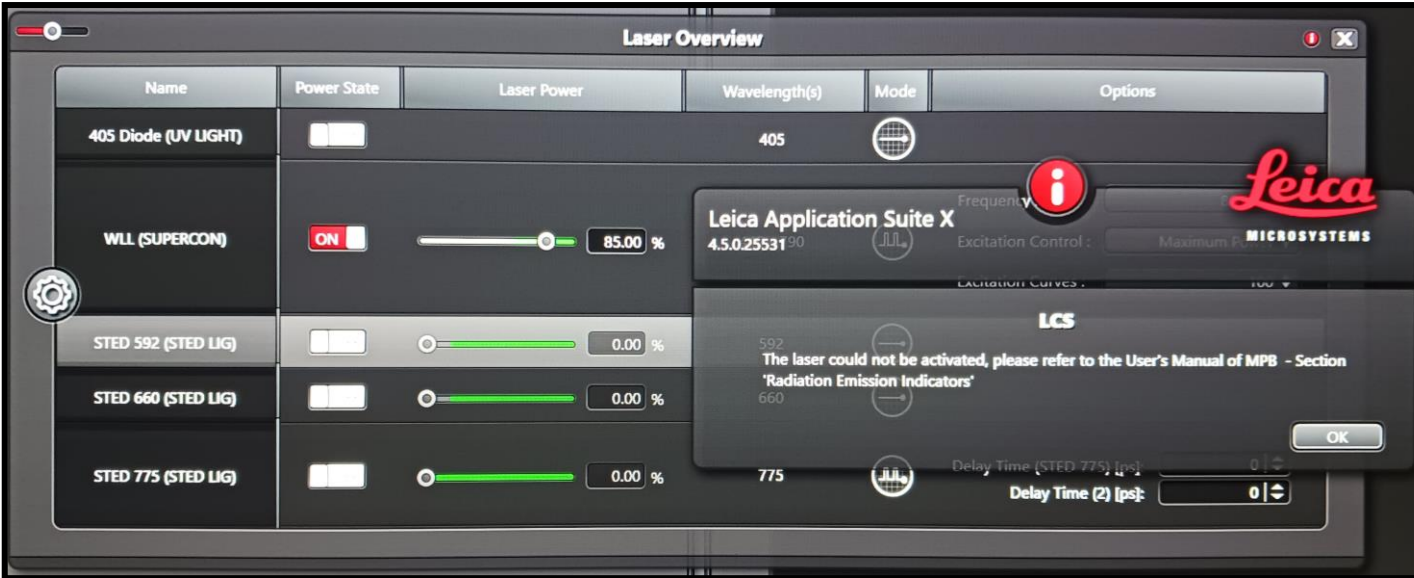 Laser Overview
Name Power State Laser Power Wavelength(s) Mode Options
405 Diode (UV LIGHT) 405
Leica
MICROSYSTEMS
WLL (SUPERCON) ON 85.00 %
Leica Application Suite X
4.5.0.25531
Frequency
Excitation Control : Maximum
Excitation Curves : 100
LCS
The laser could not be activated, please refer to the User's Manual of MPB - Section
'Radiation Emission Indicators'
OK
STED 592 (STED LIG) 0.00 % 592
STED 660 (STED LIG) 0.00 % 660
STED 775 (STED LIG) 0.00 % 775
Delay Time (STED 775) [ps]: 0
Delay Time (2) [ps]: 0